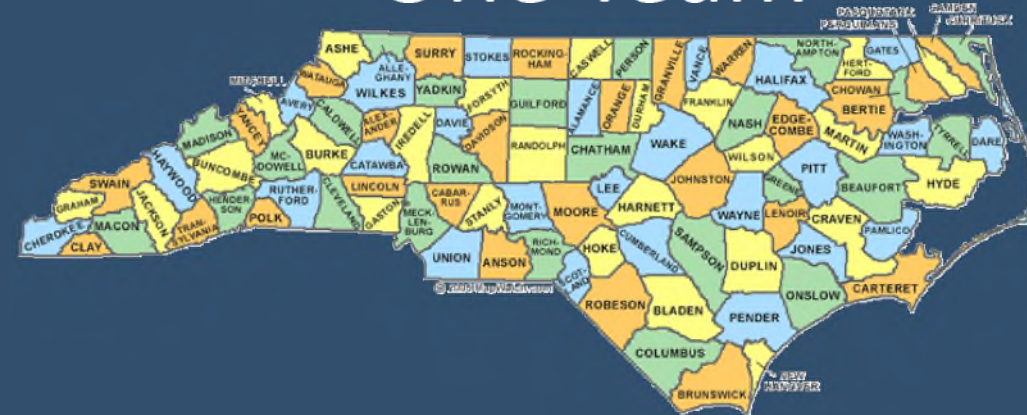 One Team
PASQUOTANK
CAMDEN
PERQUIMANS
CURRITUCK
ASHE
ALLE-
GHANY
SURRY
STOKES
ROCKING-
HAM
CASWELL
PERSON
GRANVILLE
VANCE
WARREN
NORTH-
AMPTON
GATES
HERT-
FORD
HALIFAX
CHOWAN
BERTIE
MITCHELL
WATAUGA
WILKES
YADKIN
FORSYTH
GUILFORD
ALAMANCE
ORANGE
DURHAM
FRANKLIN
NASH
EDGE-
COMBE
MARTIN
WASH-
INGTON
TYRRELL
DARE
AVERY
CALDWELL
ALEX-
ANDER
IREDELL
DAVIE
DAVIDSON
RANDOLPH
CHATHAM
WAKE
WILSON
PITT
BEAUFORT
HYDE
MADISON
YANCEY
BURKE
CATAWBA
ROWAN
JOHNSTON
GREENE
HAYWOOD
BUNCOMBE
MC-
DOWELL
LINCOLN
CABAR-
RUS
STANLY
MONT-
GOMERY
MOORE
LEE
HARNETT
WAYNE
LENOIR
CRAVEN
PAMLICO
SWAIN
GRAHAM
JACKSON
HENDER-
SON
RUTHER-
FORD
CLEVELAND
GASTON
MECK-
LEN-
BURG
CHEROKEE
CLAY
MACON
TRAN-
SYLVANIA
POLK
UNION
ANSON
RICH-
MOND
SCOT-
LAND
HOKE
CUMBERLAND
SAMPSON
DUPLIN
JONES
ONSLOW
CARTERET
ROBESON
BLADEN
PENDER
COLUMBUS
BRUNSWICK
NEW
HANOVER